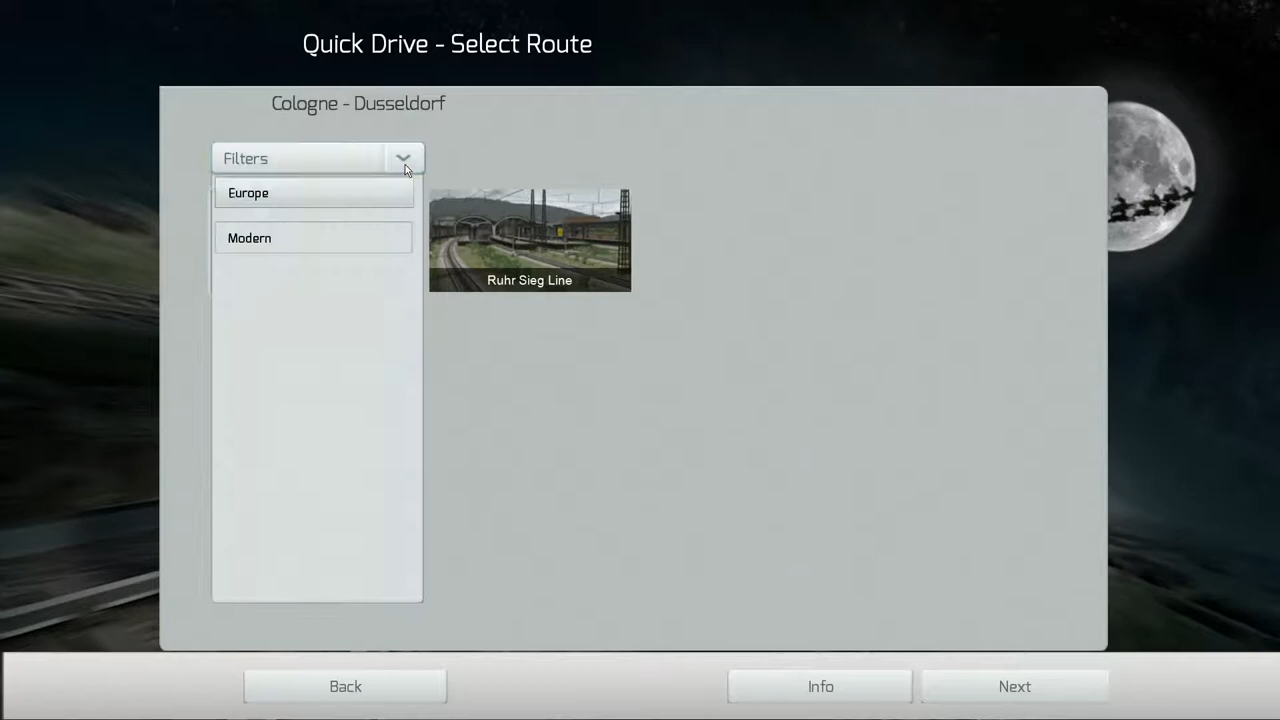 Quick Drive - Select Route
Cologne - Dusseldorf
Filters
Europe
Modern
Ruhr Sieg Line
Back
Info
Next